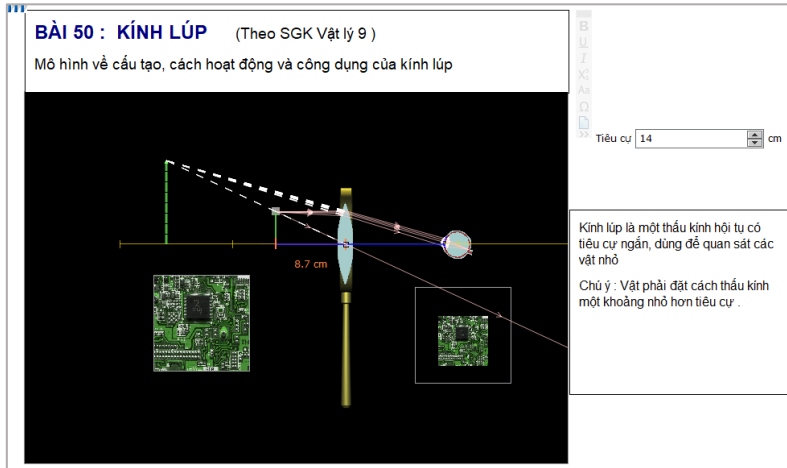 BÀI 50 : KÍNH LÚP (Theo SGK Vật lý 9 )
Mô hình về cấu tạo, cách hoạt động và công dụng của kính lúp
B
U
I
X
Aa
Ω
Tiêu cự 14 cm
8.7 cm
Kính lúp là một thấu kính hội tụ có
tiêu cự ngắn, dùng để quan sát các
vật nhỏ
Chú ý : Vật phải đặt cách thấu kính
một khoảng nhỏ hơn tiêu cự .